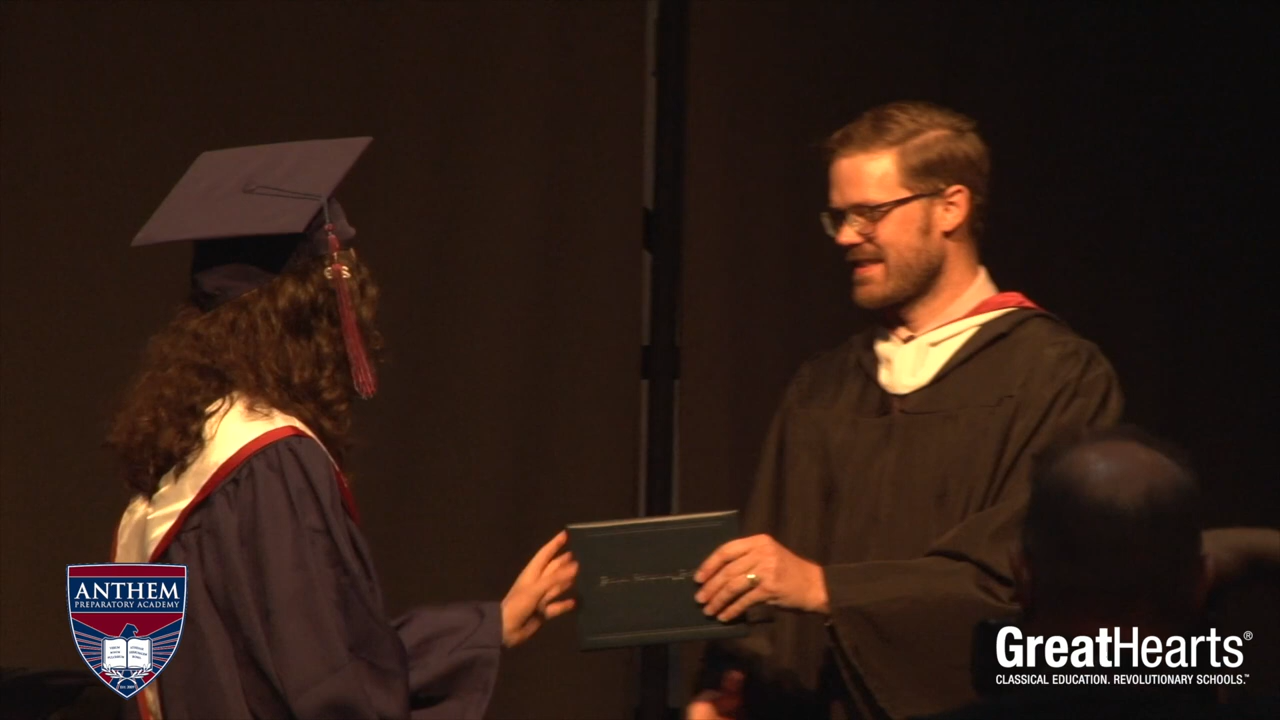 ANTHEM
PREPARATORY ACADEMY
GreatHearts®
CLASSICAL EDUCATION. REVOLUTIONARY SCHOOLS.™